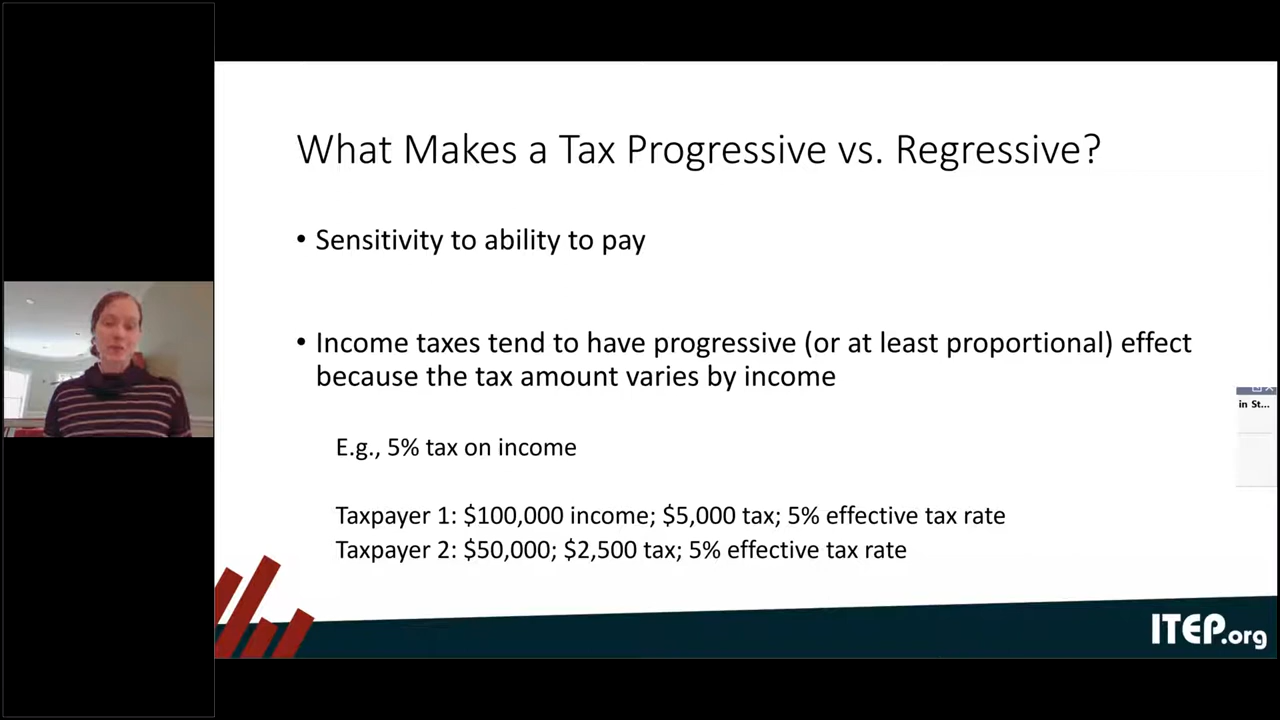 What Makes a Tax Progressive vs. Regressive?
• Sensitivity to ability to pay
• Income taxes tend to have progressive (or at least proportional) effect
because the tax amount varies by income
in St...
E.g., 5% tax on income
Taxpayer 1: $100,000 income; $5,000 tax; 5% effective tax rate
Taxpayer 2: $50,000; $2,500 tax; 5% effective tax rate
ITEP.org